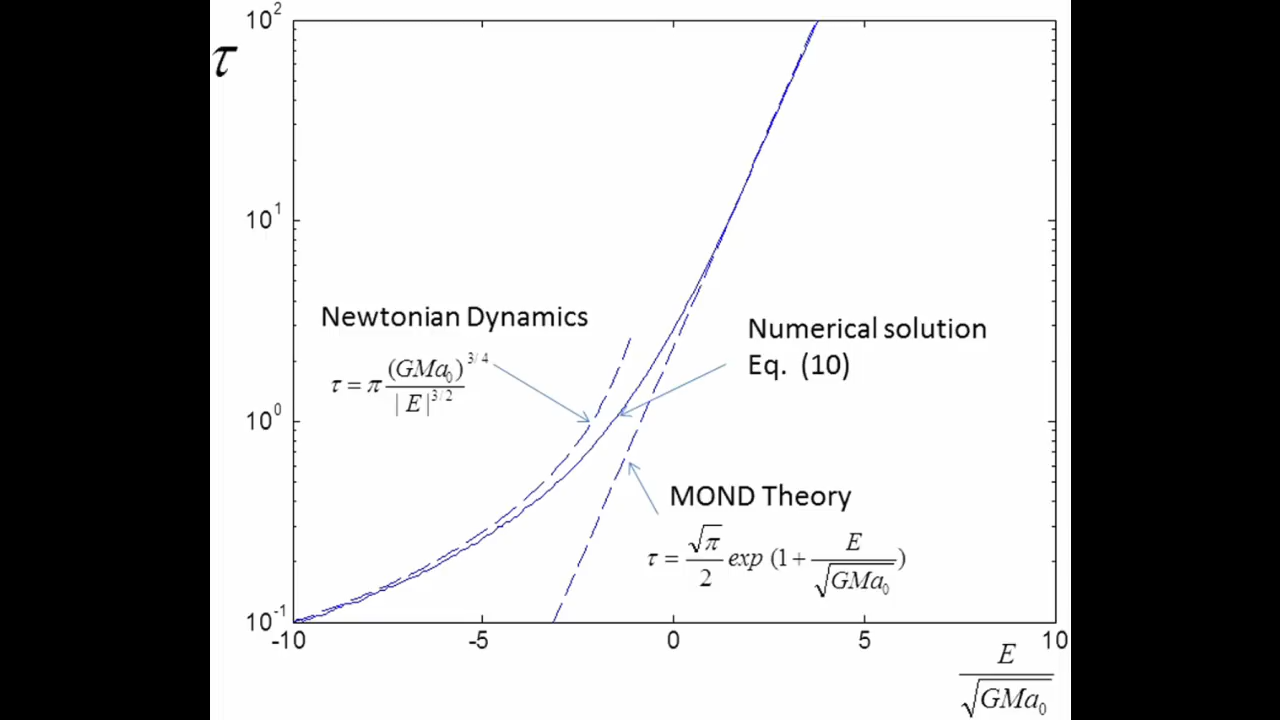 10²
τ
10¹
Newtonian Dynamics
τ = π (GMa₀)^3/4 / |E|^3/2
Numerical solution
Eq. (10)
10⁰
MOND Theory
τ = √π / 2 exp (1 + E / √GMa₀)
10⁻¹
-10 -5 0 5 10
E / √GMa₀